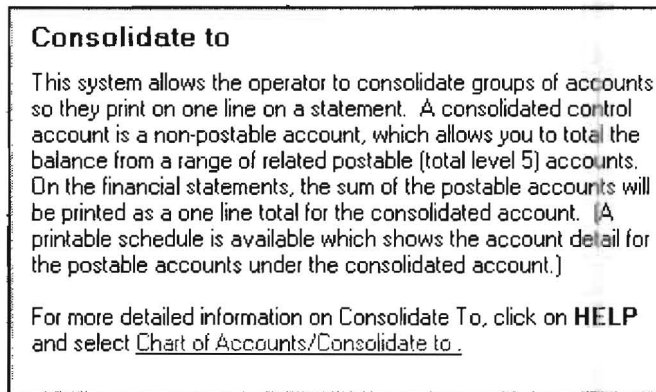 Consolidate to
This system allows the operator to consolidate groups of accounts
so they print on one line on a statement. A consolidated control
account is a non-postable account, which allows you to total the
balance from a range of related postable (total level 5) accounts.
On the financial statements, the sum of the postable accounts will
be printed as a one line total for the consolidated account. (A
printable schedule is available which shows the account detail for
the postable accounts under the consolidated account.)
For more detailed information on Consolidate To, click on HELP
and select Chart of Accounts/Consolidate to .